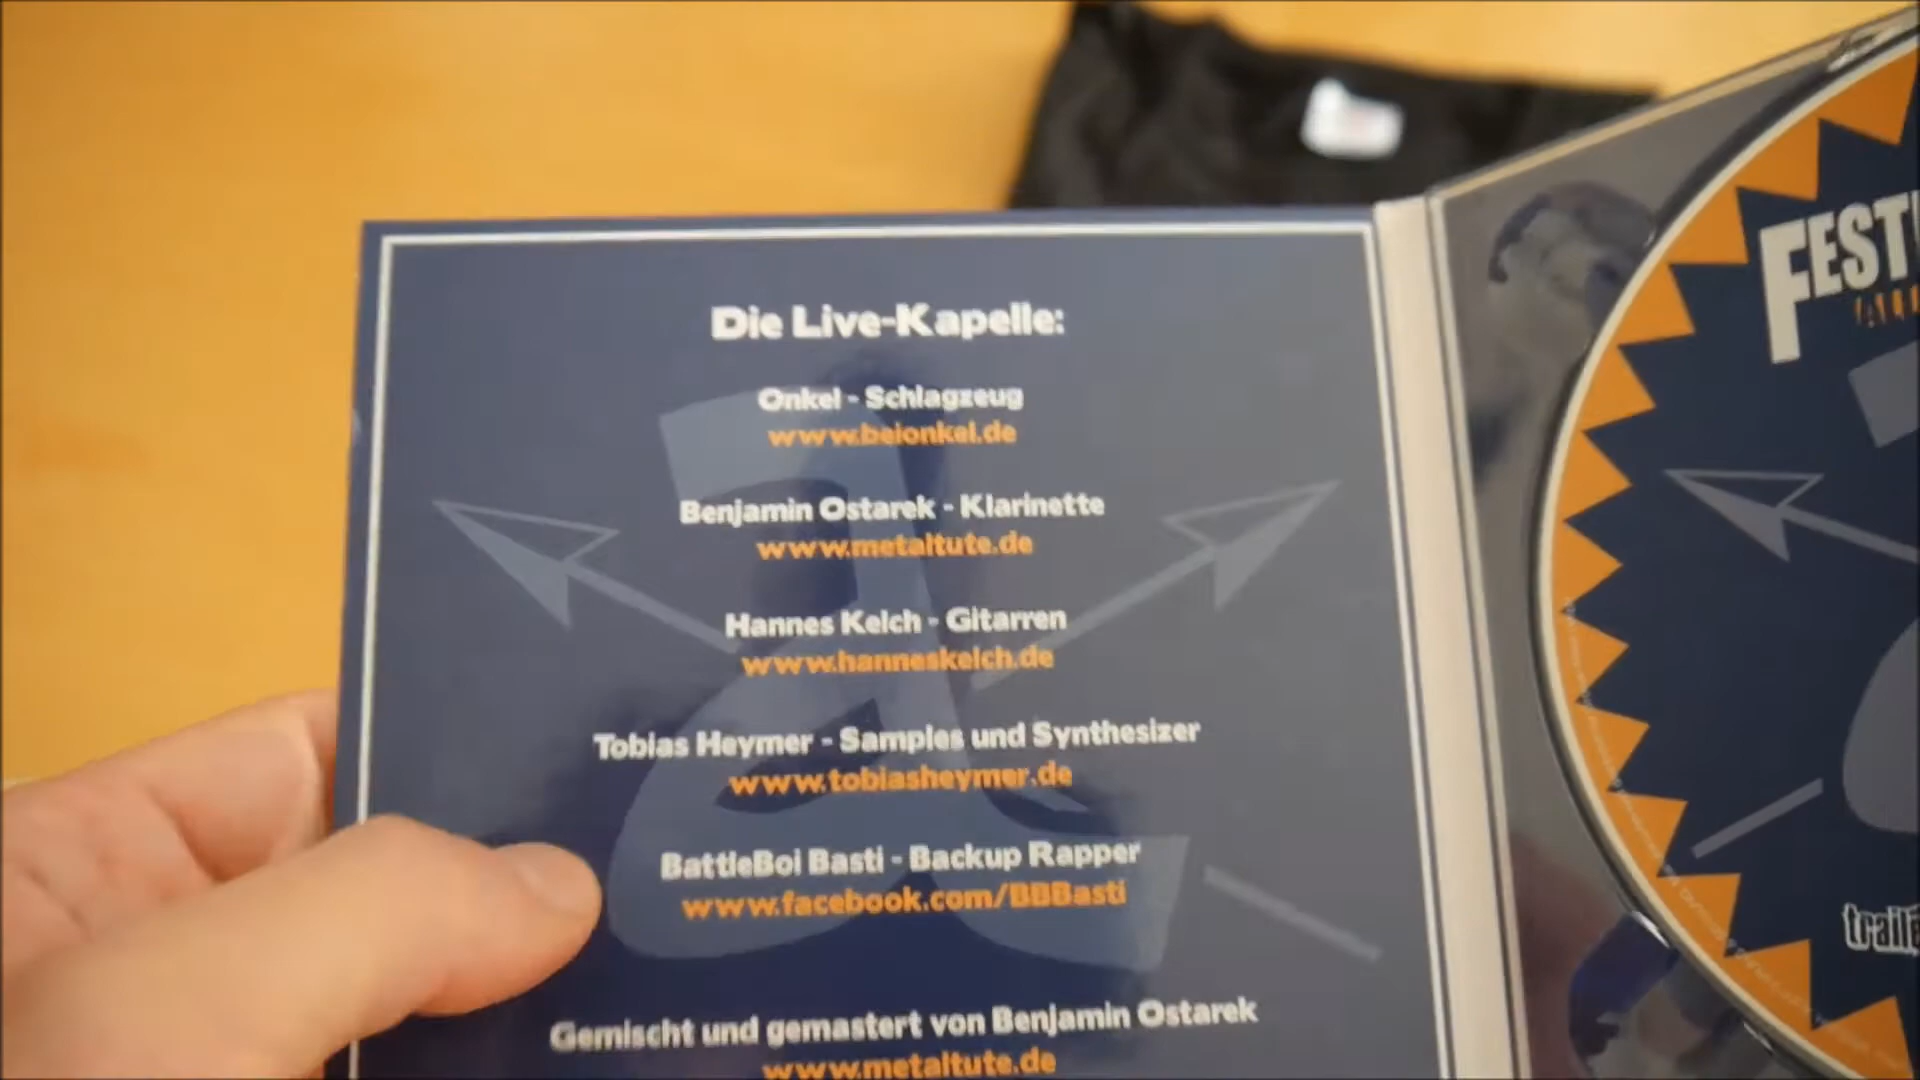 Die Live-Kapelle:
Onkel - Schlagzeug
www.beionkel.de
Benjamin Ostarek - Klarinette
www.metaltute.de
Hannes Kelch - Gitarren
www.hanneskelch.de
Tobias Heymer - Samples und Synthesizer
www.tobiasheymer.de
BattleBoi Basti - Backup Rapper
www.facebook.com/BBBasti
Gemischt und gemastert von Benjamin Ostarek
www.metaltute.de
FEST